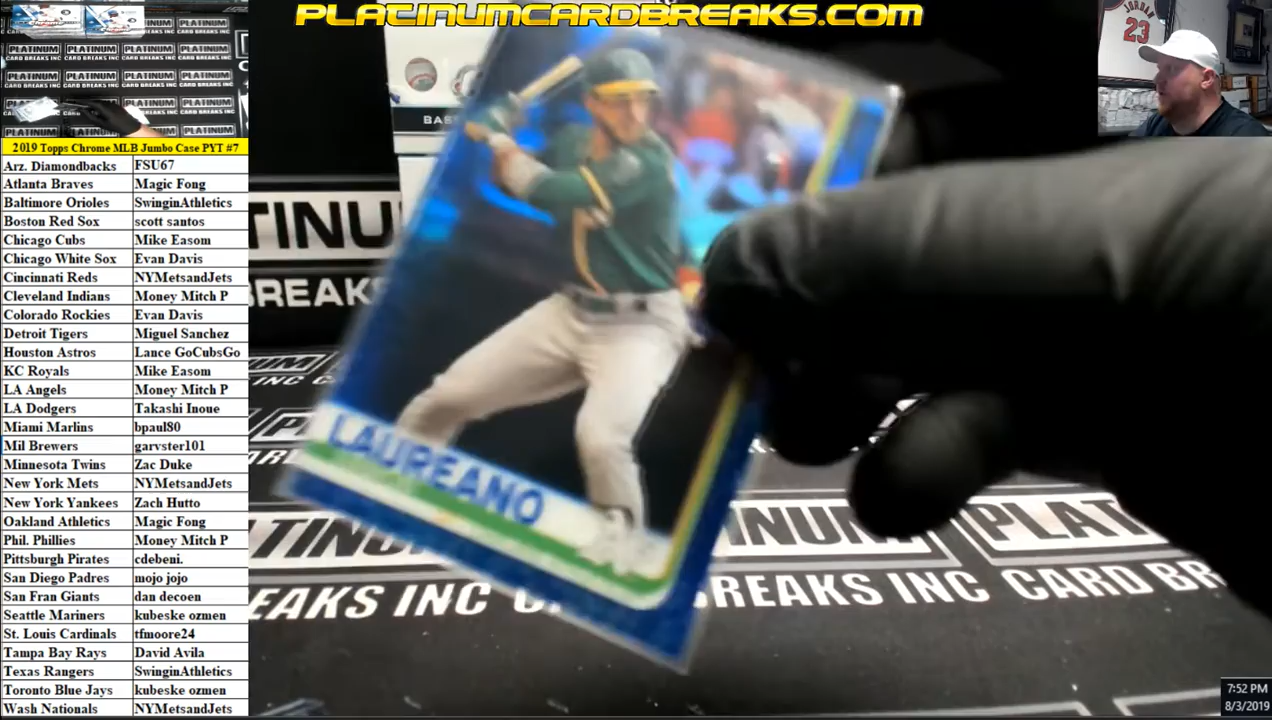 PLATINUMCARDBREAKS.COM
JORDAN
23
2019 Topps Chrome MLB Jumbo Case PYT #7
Arz. Diamondbacks FSU67
Atlanta Braves Magic Fong
Baltimore Orioles SwinginAthletics
Boston Red Sox scott santos
Chicago Cubs Mike Easom
Chicago White Sox Evan Davis
Cincinnati Reds NYMetsandJets
Cleveland Indians Money Mitch P
Colorado Rockies Evan Davis
Detroit Tigers Miguel Sanchez
Houston Astros Lance GoCubsGo
KC Royals Mike Easom
LA Angels Money Mitch P
LA Dodgers Takashi Inoue
Miami Marlins bpaul80
Mil Brewers garvster101
Minnesota Twins Zac Duke
New York Mets NYMetsandJets
New York Yankees Zach Hutto
Oakland Athletics Magic Fong
Phil. Phillies Money Mitch P
Pittsburgh Pirates cdebeni.
San Diego Padres mojo jojo
San Fran Giants dan decoen
Seattle Mariners kubeske ozmen
St. Louis Cardinals tfmoore24
Tampa Bay Rays David Avila
Texas Rangers SwinginAthletics
Toronto Blue Jays kubeske ozmen
Wash Nationals NYMetsandJets
LAUREANO
TINUM
BREAKS
PLATINUM
CARD BREAKS INC
7:52 PM
8/3/2019